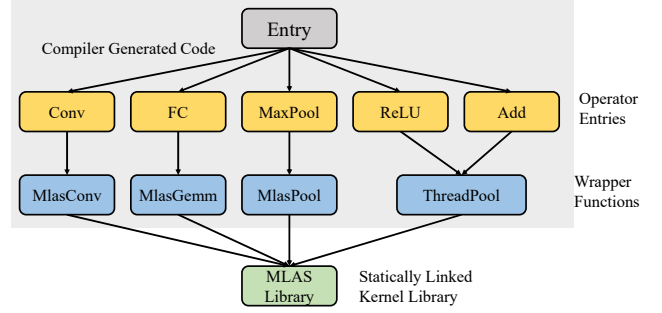 Entry
Compiler Generated Code
Conv
FC
MaxPool
ReLU
Add
Operator
Entries
MlasConv
MlasGemm
MlasPool
ThreadPool
Wrapper
Functions
MLAS
Library
Statically Linked
Kernel Library